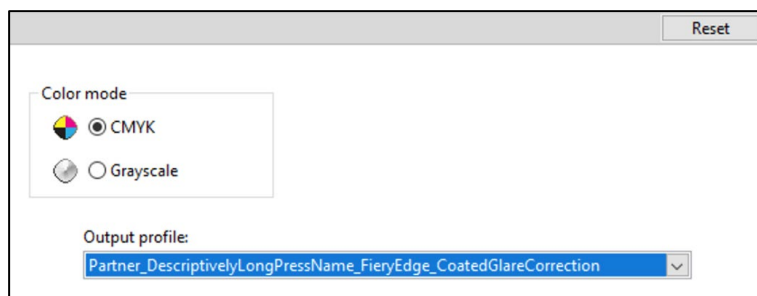 Reset
Color mode
CMYK
Grayscale
Output profile:
Partner_DescriptivelyLongPressName_FieryEdge_CoatedGlareCorrection